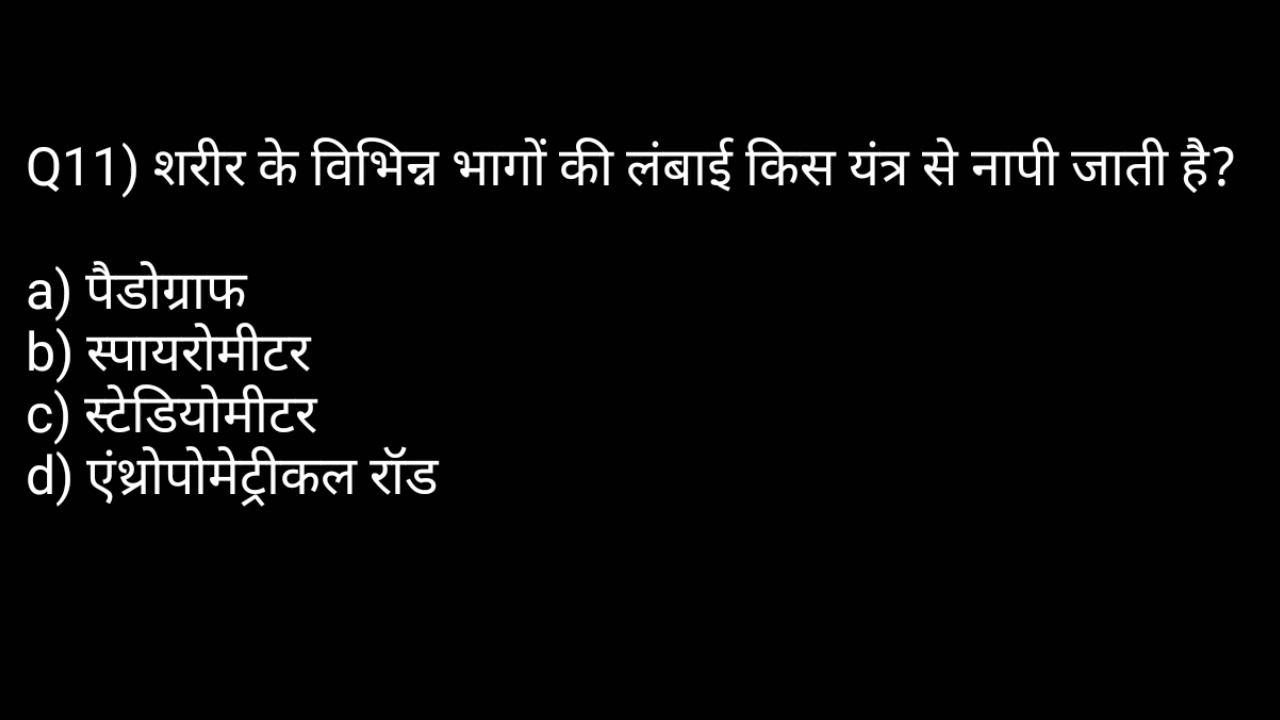 Q11) शरीर के विभिन्न भागों की लंबाई किस यंत्र से नापी जाती है?
a) पैडोग्राफ
b) स्पायरोमीटर
c) स्टेडियोमीटर
d) एंथ्रोपोमेट्रीकल रॉड